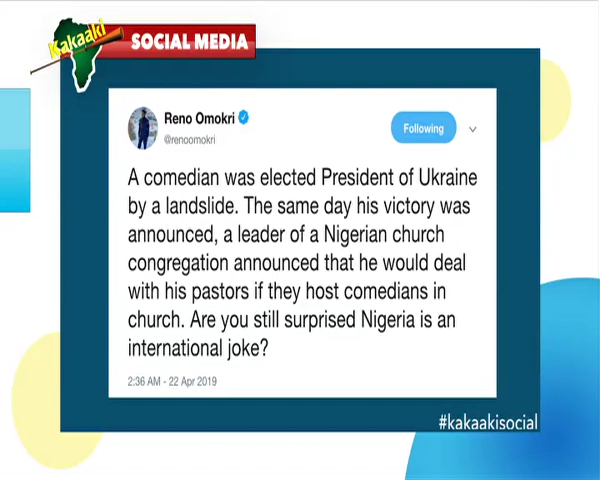 Kakaaki
SOCIAL MEDIA
Reno Omokri
@renoomokri
Following
A comedian was elected President of Ukraine
by a landslide. The same day his victory was
announced, a leader of a Nigerian church
congregation announced that he would deal
with his pastors if they host comedians in
church. Are you still surprised Nigeria is an
international joke?
2:36 AM - 22 Apr 2019
#kakaakisocial